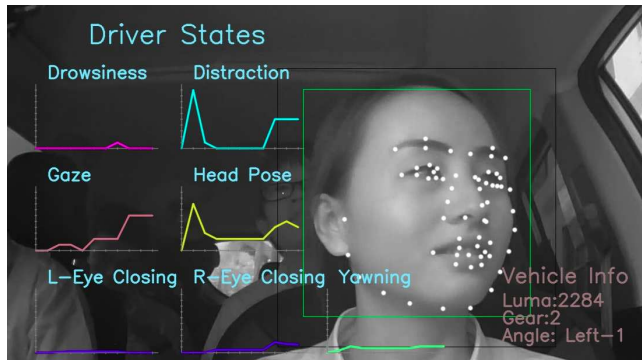 Driver States
Drowsiness
Distraction
Gaze
Head Pose
L-Eye Closing
R-Eye Closing
Yawning
Vehicle Info
Luma:2284
Gear:2
Angle: Left-1